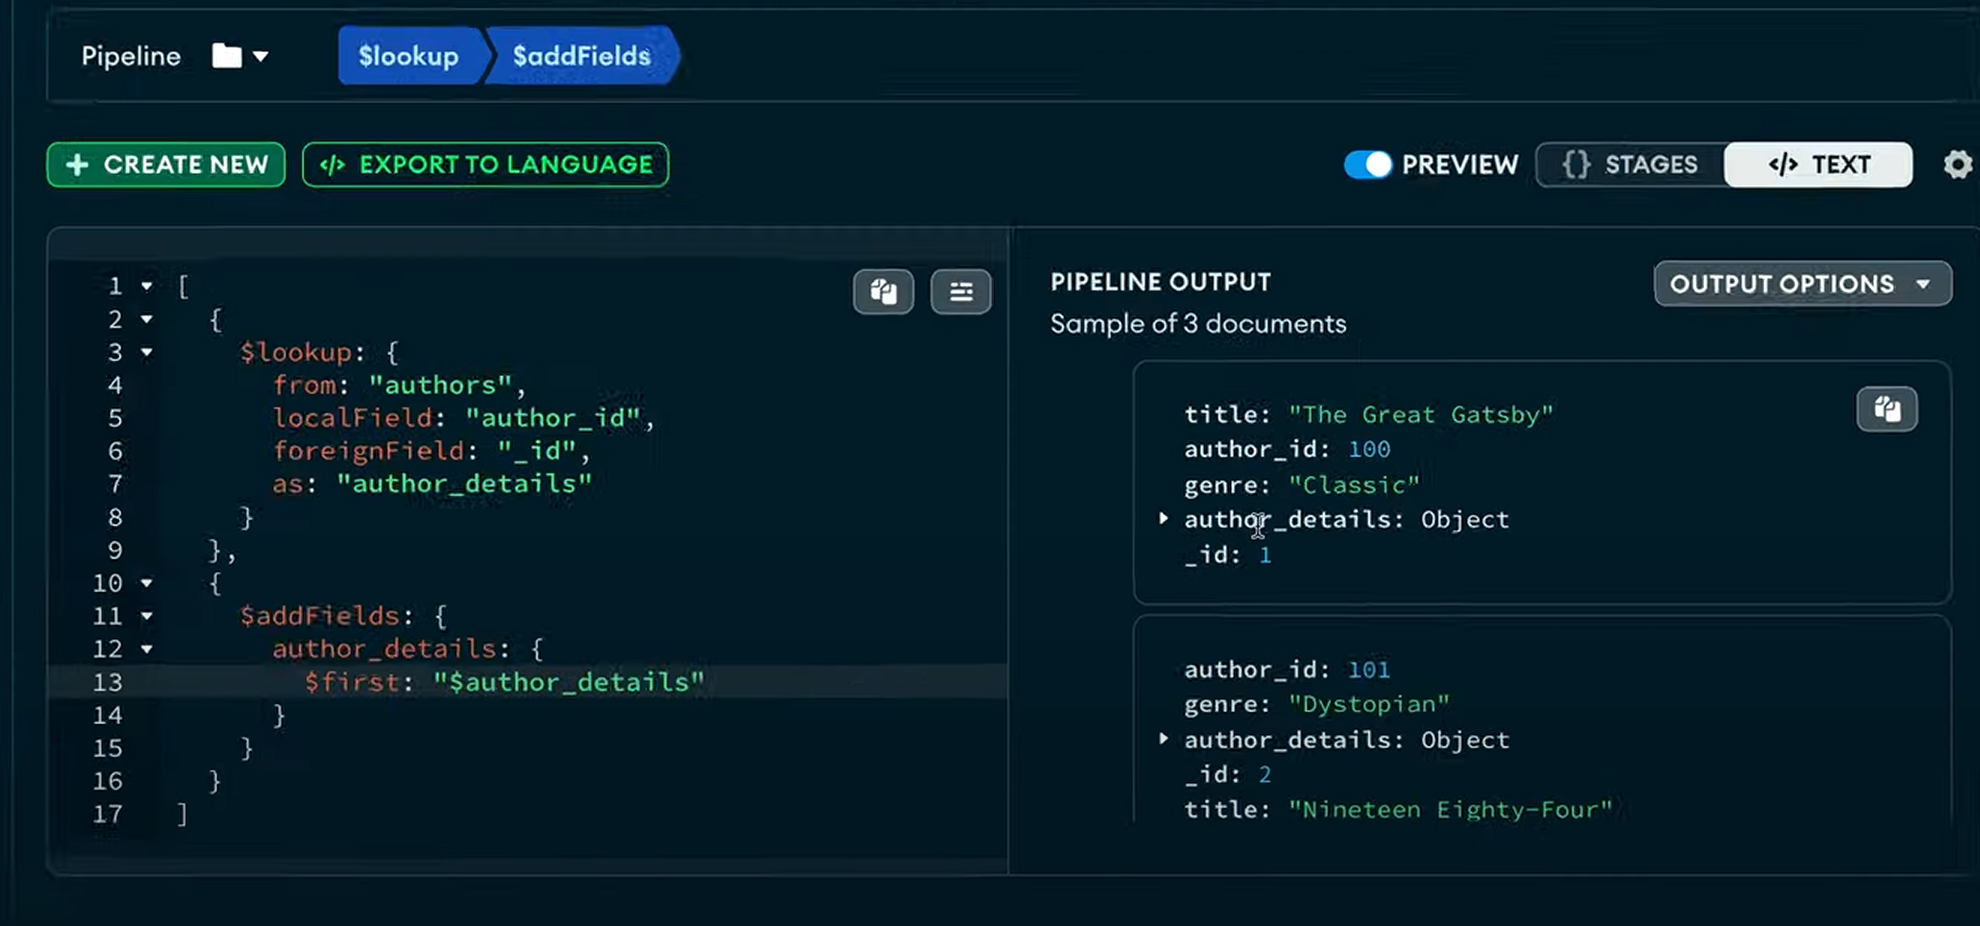 Pipeline $lookup $addFields
CREATE NEW </> EXPORT TO LANGUAGE PREVIEW {} STAGES </> TEXT
1 [
2 {
3 $lookup: {
4 from: "authors",
5 localField: "author_id",
6 foreignField: "_id",
7 as: "author_details"
8 }
9 },
10 {
11 $addFields: {
12 author_details: {
13 $first: "$author_details"
14 }
15 }
16 }
17 ]
PIPELINE OUTPUT OUTPUT OPTIONS
Sample of 3 documents
title: "The Great Gatsby"
author_id: 100
genre: "Classic"
author_details: Object
_id: 1
author_id: 101
genre: "Dystopian"
author_details: Object
_id: 2
title: "Nineteen Eighty-Four"